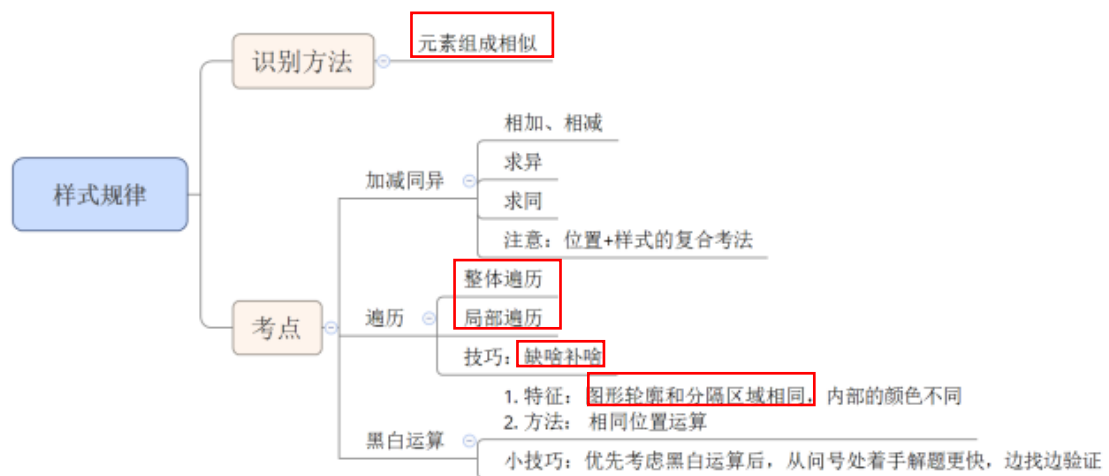 元素组成相似
识别方法
相加、相减
求异
样式规律
加减同异
求同
注意：位置+样式的复合考法
整体遍历
考点
遍历
局部遍历
技巧：缺啥补啥
1. 特征： 图形轮廓和分隔区域相同，内部的颜色不同
2. 方法： 相同位置运算
黑白运算
小技巧：优先考虑黑白运算后，从问号处着手解题更快，边找边验证